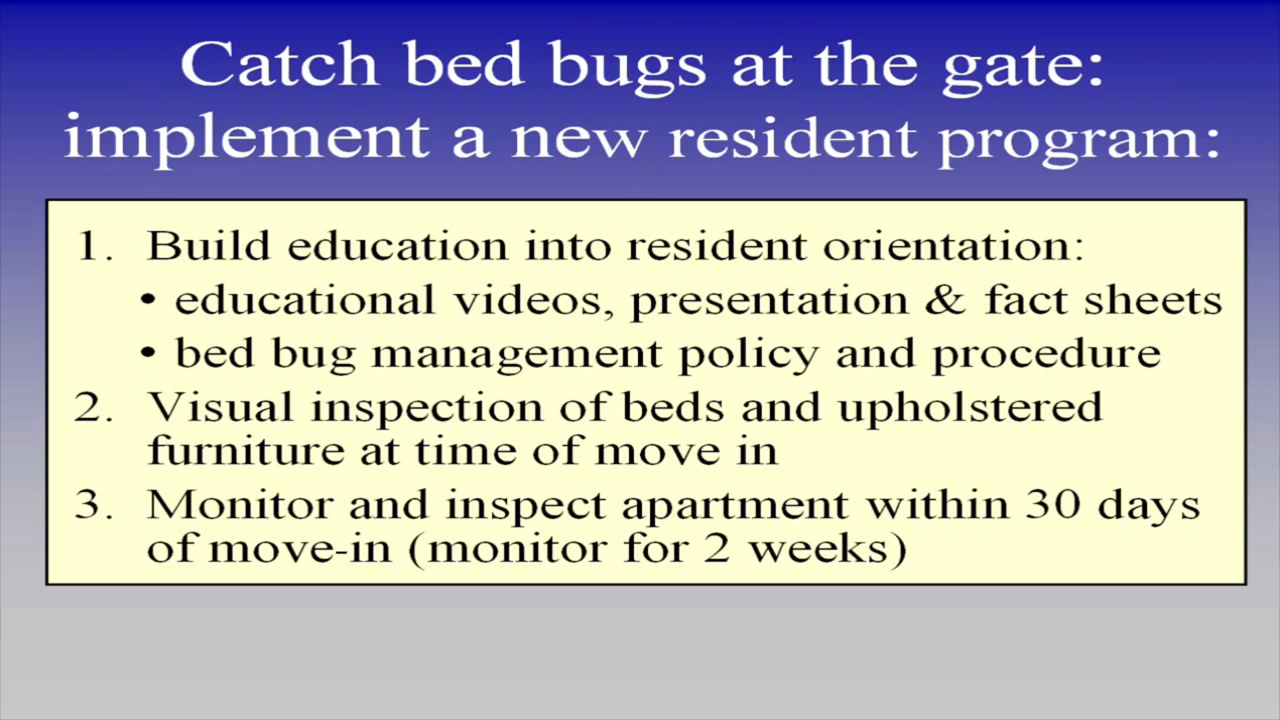 Catch bed bugs at the gate:
implement a new resident program:
1. Build education into resident orientation:
• educational videos, presentation & fact sheets
• bed bug management policy and procedure
2. Visual inspection of beds and upholstered
furniture at time of move in
3. Monitor and inspect apartment within 30 days
of move-in (monitor for 2 weeks)